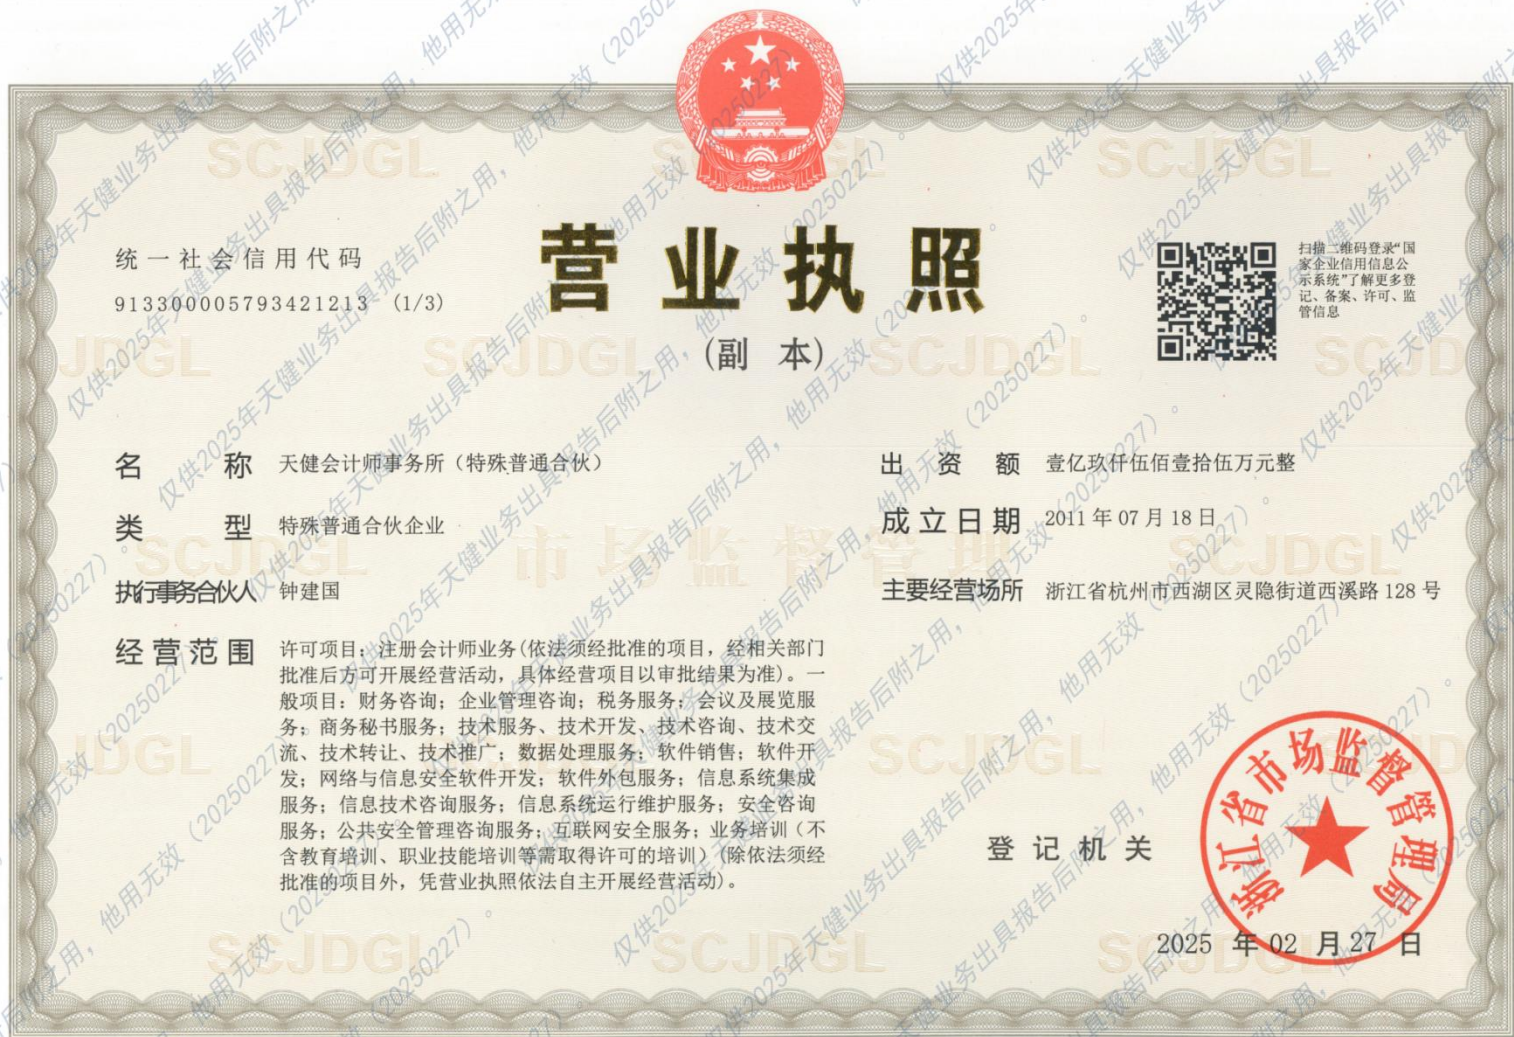 营业执照
(副 本)
统一社会信用代码
913300005793421213 (1/3)
扫描二维码登录“国
家企业信用信息公
示系统”了解更多登
记、备案、许可、监
管信息
名 称 天健会计师事务所（特殊普通合伙）
类 型 特殊普通合伙企业
执行事务合伙人 钟建国
经营范围 许可项目：注册会计师业务(依法须经批准的项目，经相关部门
批准后方可开展经营活动，具体经营项目以审批结果为准)。一
般项目：财务咨询；企业管理咨询；税务服务；会议及展览服
务；商务秘书服务；技术服务、技术开发、技术咨询、技术交
流、技术转让、技术推广；数据处理服务；软件销售；软件开
发；网络与信息安全软件开发；软件外包服务；信息系统集成
服务；信息技术咨询服务；信息系统运行维护服务；安全咨询
服务；公共安全管理咨询服务；互联网安全服务；业务培训（不
含教育培训、职业技能培训等需取得许可的培训）(除依法须经
批准的项目外，凭营业执照依法自主开展经营活动)。
出 资 额 壹亿玖仟伍佰壹拾伍万元整
成立日期 2011年07月18日
主要经营场所 浙江省杭州市西湖区灵隐街道西溪路128号
登记机关
浙江省市场监督管理局
2025 年 02 月 27 日
SCJDGL
市场监督管理
仅供2025年天健业务出具报告后附之用，他用无效（20250227）。